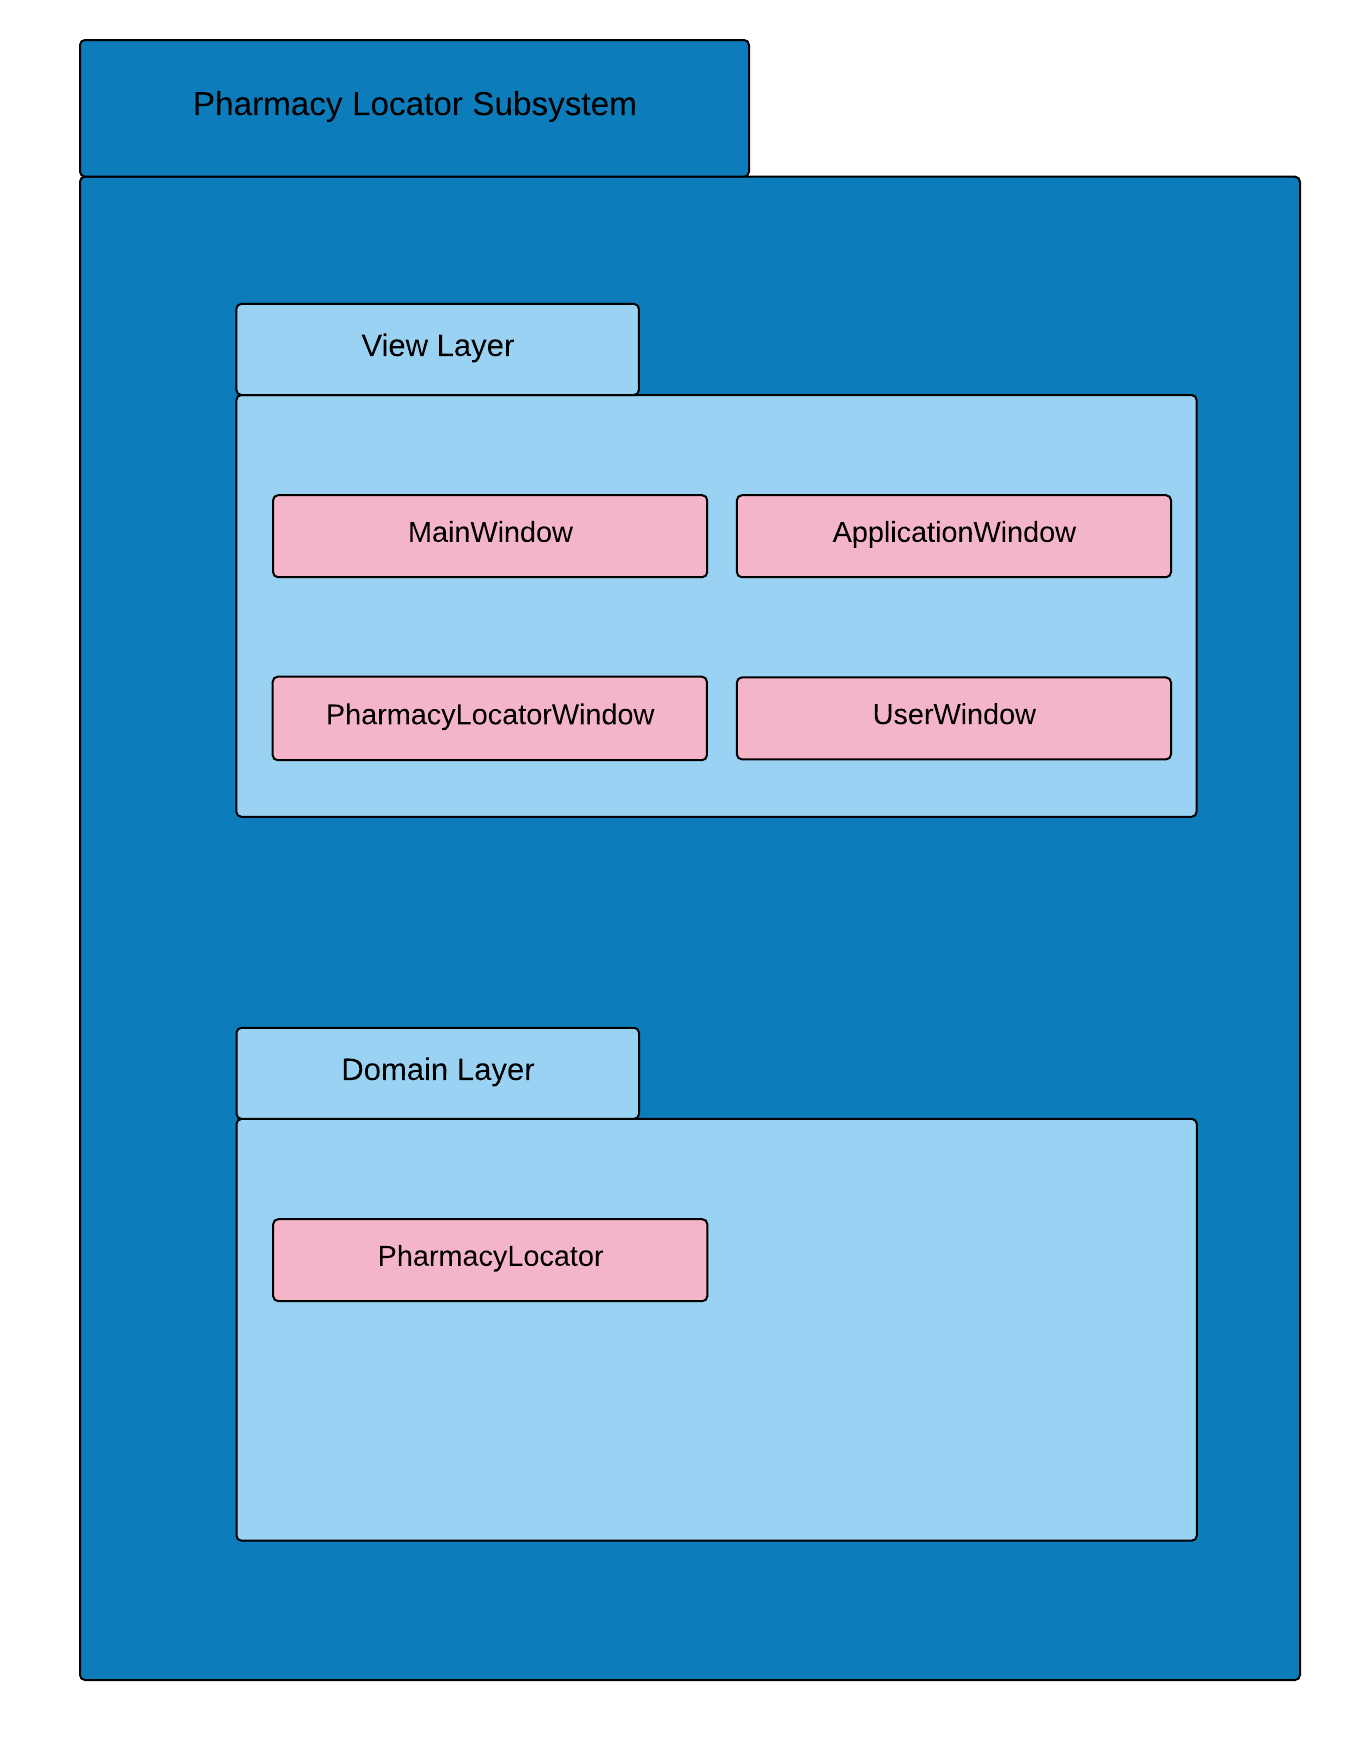 Pharmacy Locator Subsystem
View Layer
MainWindow
ApplicationWindow
PharmacyLocatorWindow
UserWindow
Domain Layer
PharmacyLocator